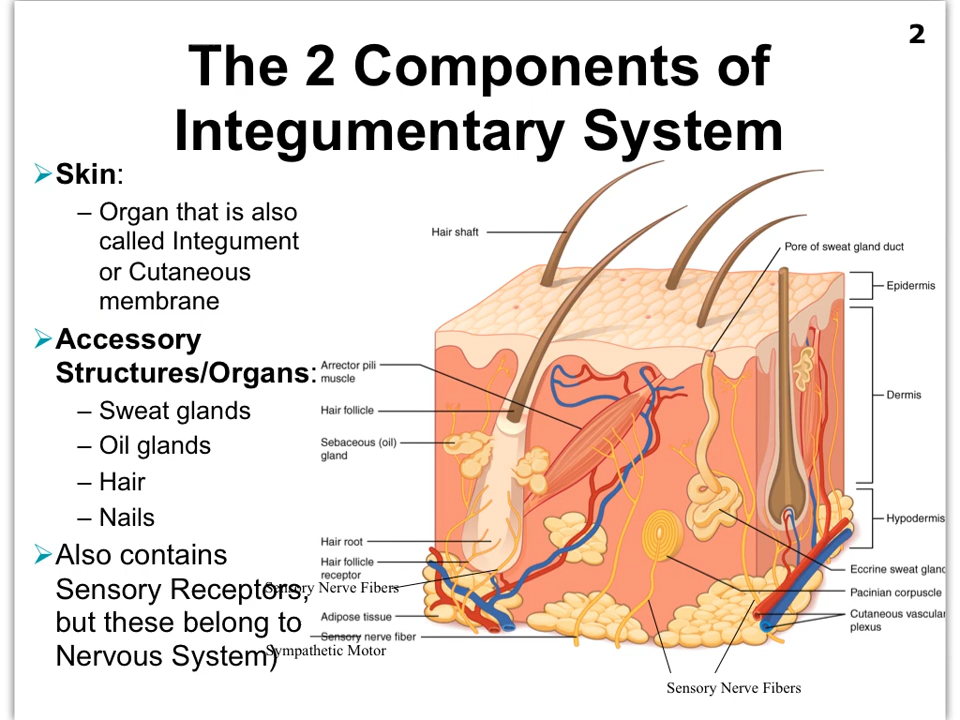 2
The 2 Components of
Integumentary System
Skin:
– Organ that is also
called Integument
or Cutaneous
membrane
Accessory
Structures/Organs:
– Sweat glands
– Oil glands
– Hair
– Nails
Also contains
Sensory Receptors,
but these belong to
Nervous System)
Hair shaft
Arrector pili
muscle
Hair follicle
Sebaceous (oil)
gland
Hair root
Hair follicle
receptor
Sensory Nerve Fibers
Adipose tissue
Sensory nerve fiber
Sympathetic Motor
Pore of sweat gland duct
Epidermis
Dermis
Hypodermis
Eccrine sweat gland
Pacinian corpuscle
Cutaneous vascular
plexus
Sensory Nerve Fibers